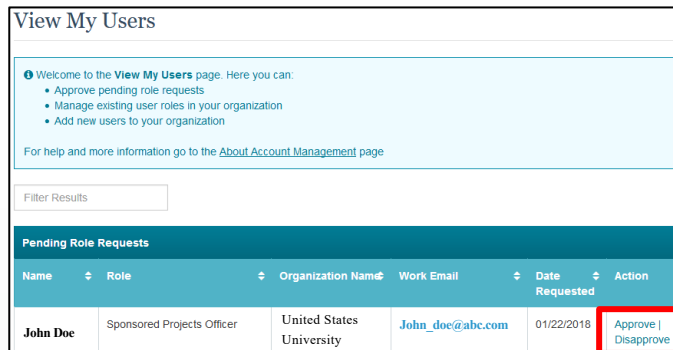 View My Users
Welcome to the View My Users page. Here you can:
• Approve pending role requests
• Manage existing user roles in your organization
• Add new users to your organization
For help and more information go to the About Account Management page
Filter Results
Pending Role Requests
Name Role Organization Name Work Email Date Requested Action
John Doe Sponsored Projects Officer United States University John_doe@abc.com 01/22/2018 Approve | Disapprove